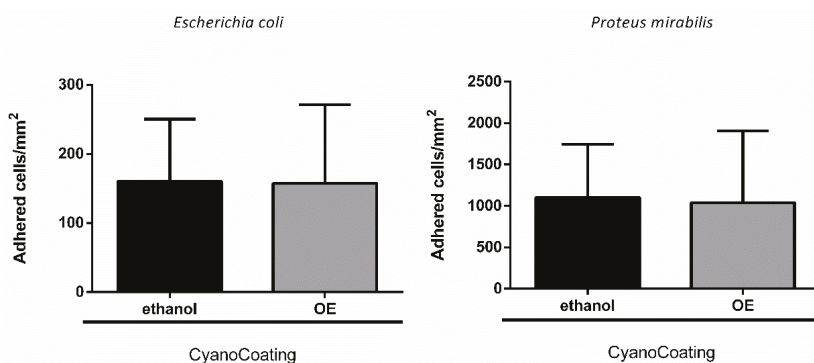 Escherichia coli
Adhered cells/mm²
300
200
100
0
ethanol OE
CyanoCoating
Proteus mirabilis
Adhered cells/mm²
2500
2000
1500
1000
500
0
ethanol OE
CyanoCoating